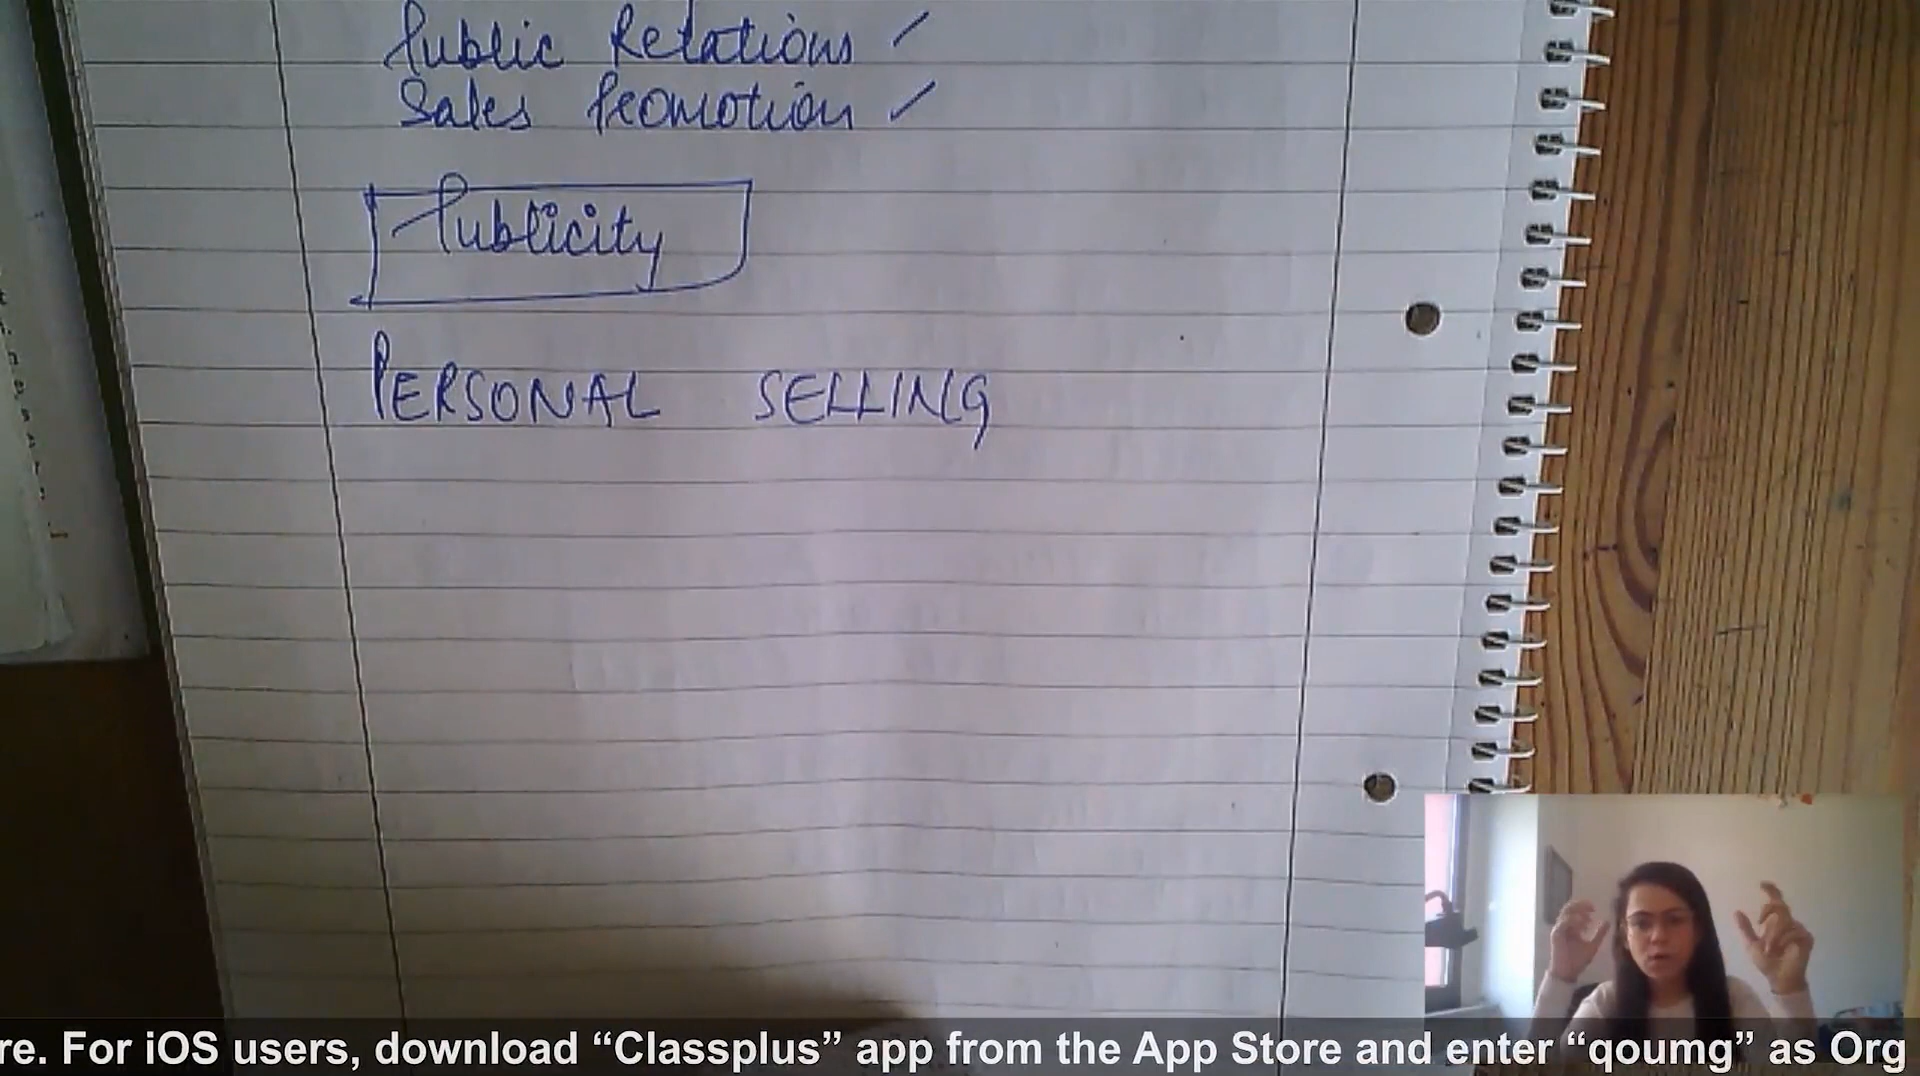 Public Relations
Sales Promotion
Publicity
PERSONAL SELLING
re. For iOS users, download “Classplus” app from the App Store and enter “qoumg” as Org